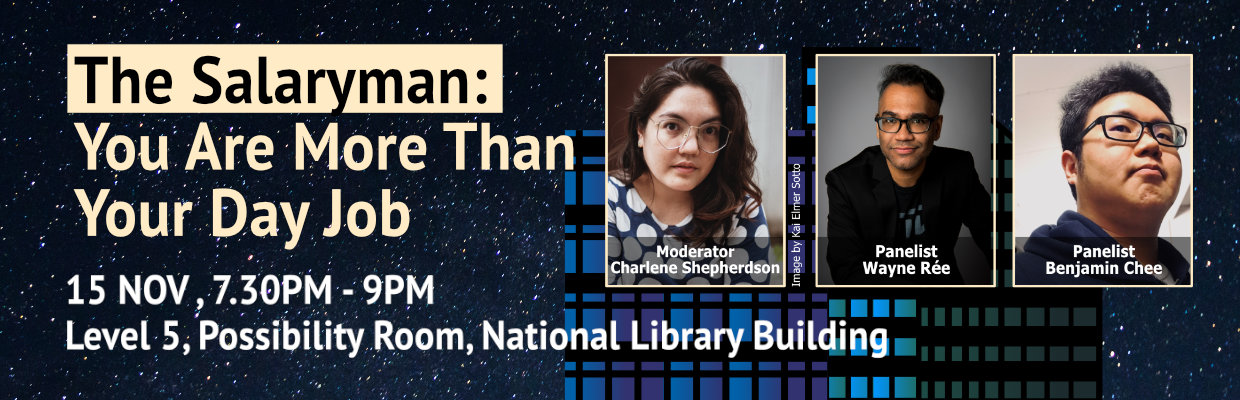 The Salaryman:
You Are More Than
Your Day Job
15 NOV , 7.30PM - 9PM
Level 5, Possibility Room, National Library Building
Moderator
Charlene Shepherdson
Image by Kai Elmer Sotto
Panelist
Wayne Rée
Panelist
Benjamin Chee